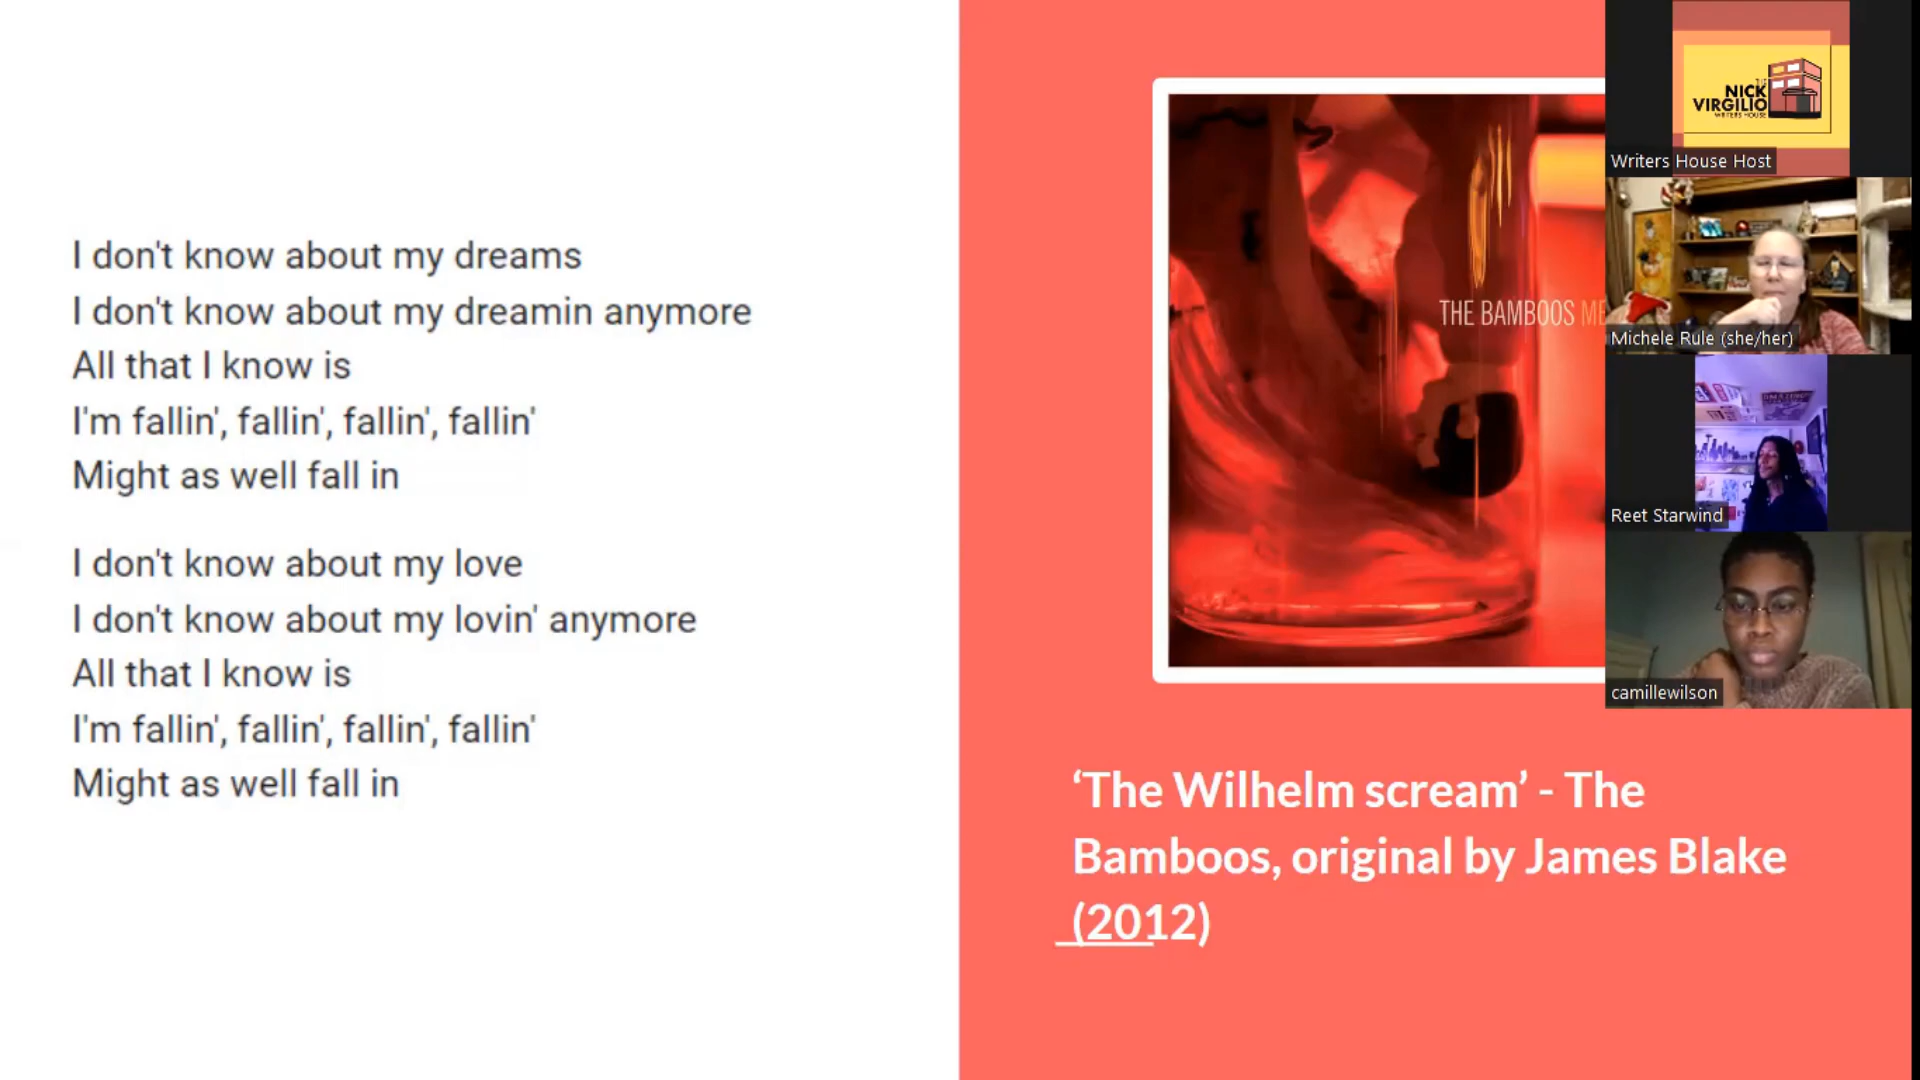 I don't know about my dreams
I don't know about my dreamin anymore
All that I know is
I'm fallin', fallin', fallin', fallin'
Might as well fall in
I don't know about my love
I don't know about my lovin' anymore
All that I know is
I'm fallin', fallin', fallin', fallin'
Might as well fall in
THE BAMBOOS ME
‘The Wilhelm scream’ - The
Bamboos, original by James Blake
(2012)
NICK
VIRGILIO
WRITERS HOUSE
Writers House Host
Michele Rule (she/her)
Reet Starwind
camillewilson